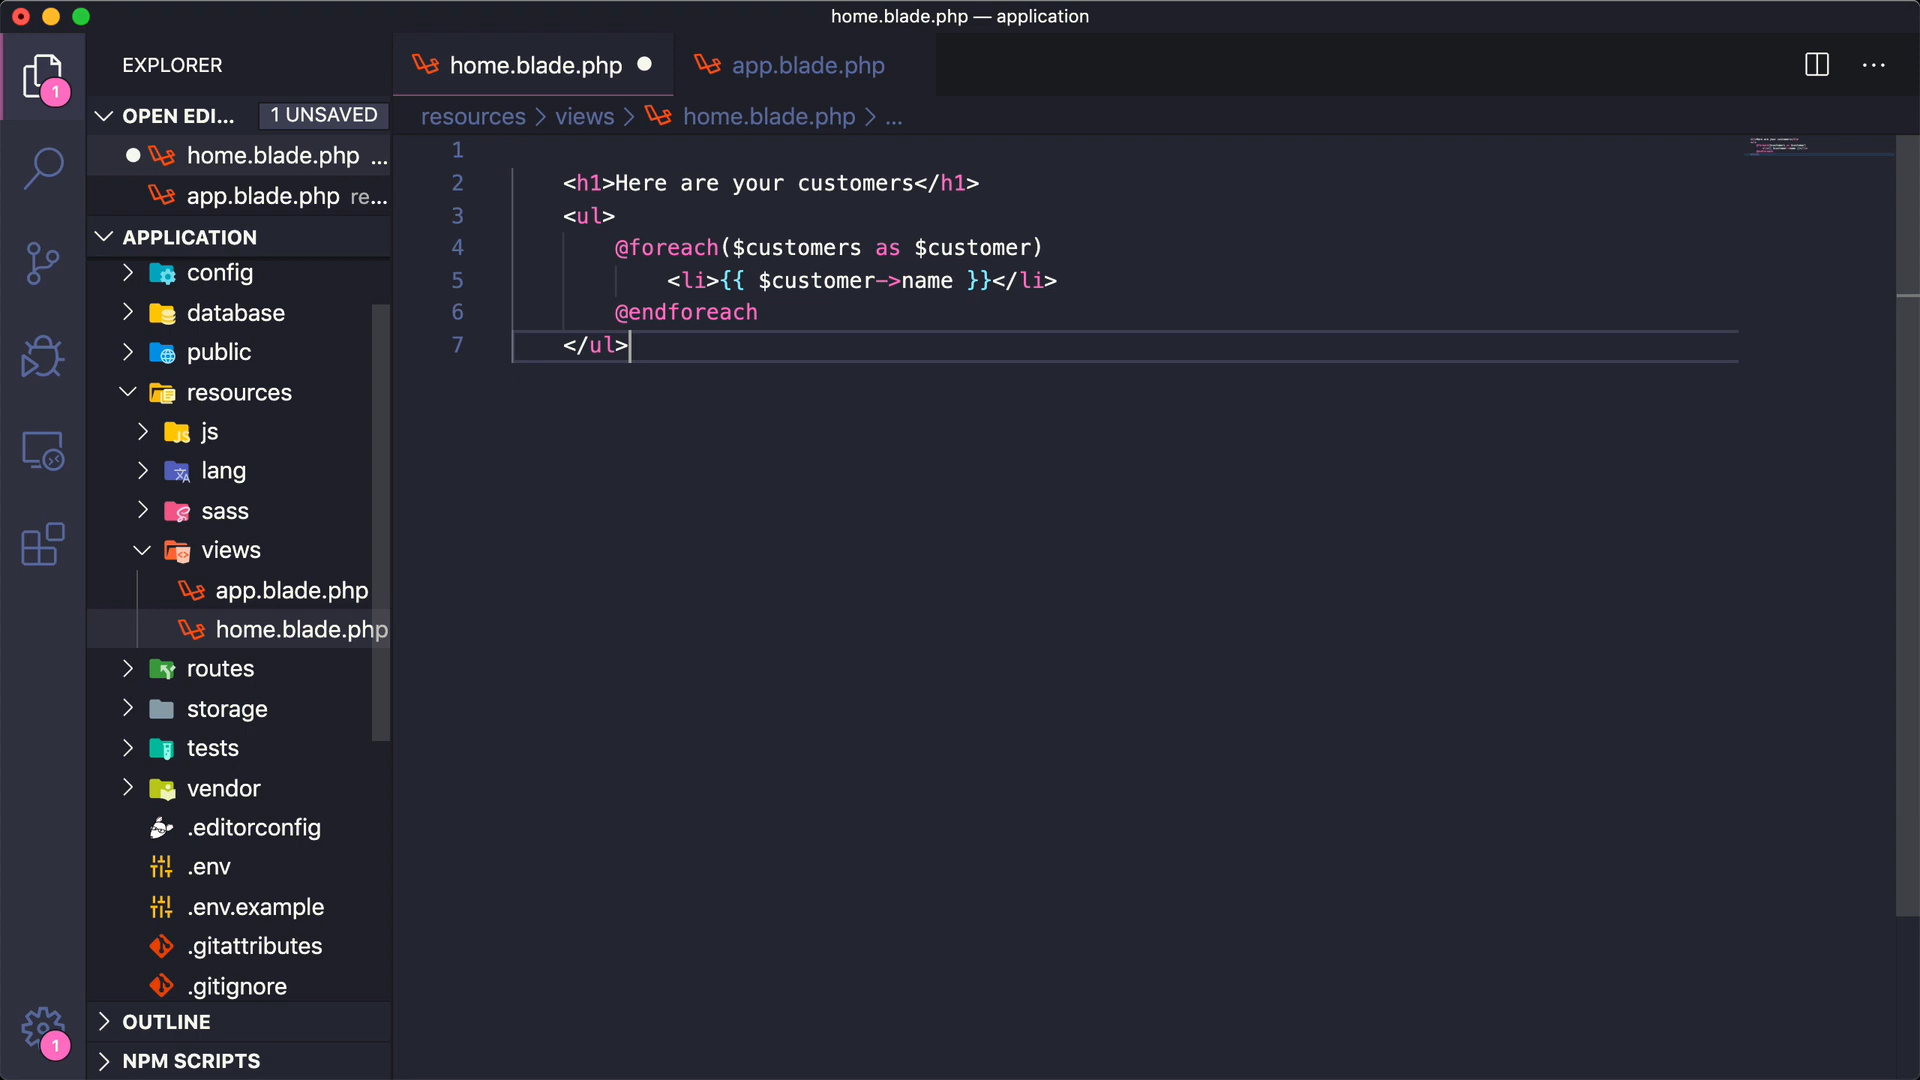 home.blade.php — application
EXPLORER
OPEN EDI... 1 UNSAVED
home.blade.php ...
app.blade.php re...
APPLICATION
config
database
public
resources
js
lang
sass
views
app.blade.php
home.blade.php
routes
storage
tests
vendor
.editorconfig
.env
.env.example
.gitattributes
.gitignore
OUTLINE
NPM SCRIPTS
1
1
home.blade.php app.blade.php
resources > views > home.blade.php > ...
1
2 <h1>Here are your customers</h1>
3 <ul>
4 @foreach($customers as $customer)
5 <li>{{ $customer->name }}</li>
6 @endforeach
7 </ul>